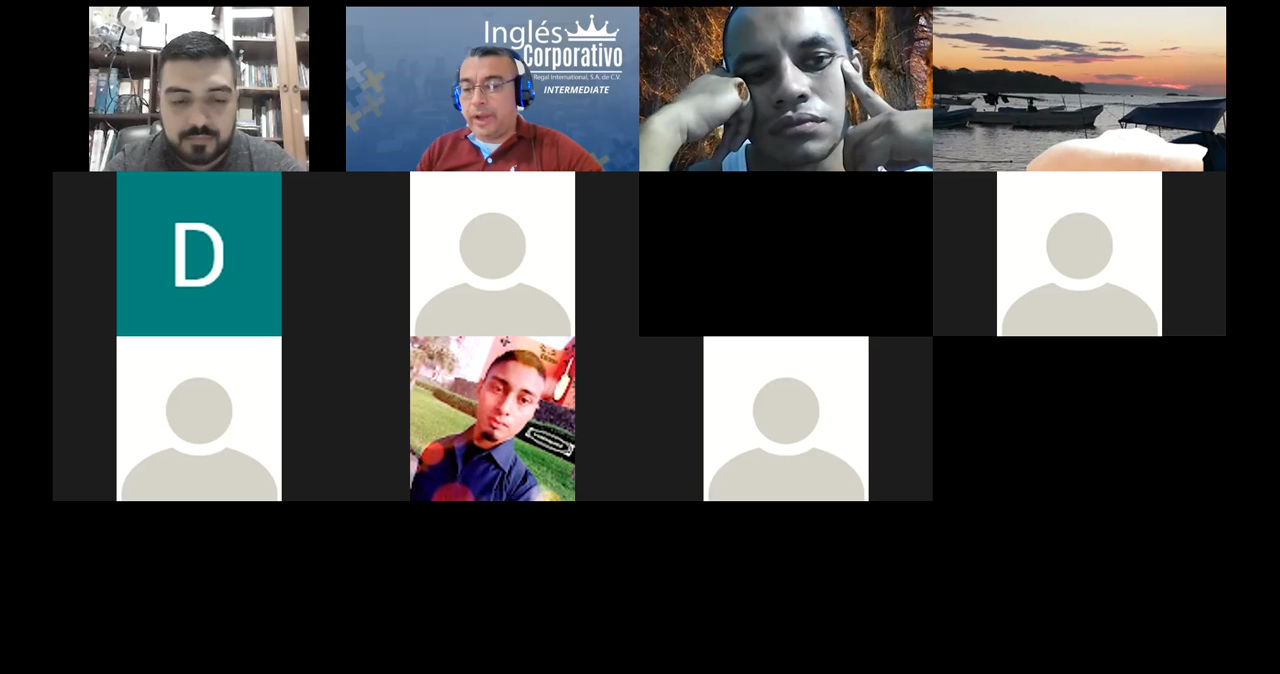 Inglés
Corporativo
Regal International, S.A. de C.V.
INTERMEDIATE
D